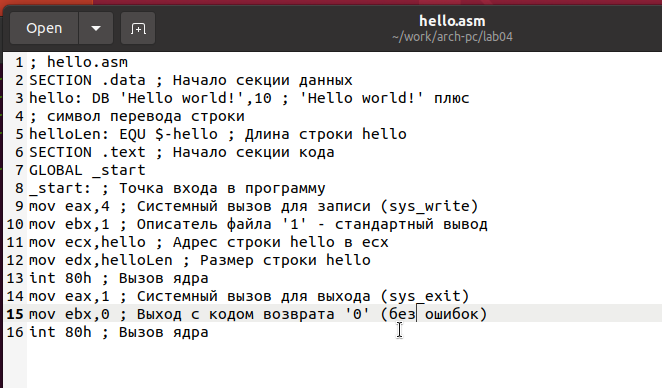 Open
hello.asm
~/work/arch-pc/lab04
1 ; hello.asm
2 SECTION .data ; Начало секции данных
3 hello: DB 'Hello world!',10 ; 'Hello world!' плюс
4 ; символ перевода строки
5 helloLen: EQU $-hello ; Длина строки hello
6 SECTION .text ; Начало секции кода
7 GLOBAL _start
8 _start: ; Точка входа в программу
9 mov eax,4 ; Системный вызов для записи (sys_write)
10 mov ebx,1 ; Описатель файла '1' - стандартный вывод
11 mov ecx,hello ; Адрес строки hello в ecx
12 mov edx,helloLen ; Размер строки hello
13 int 80h ; Вызов ядра
14 mov eax,1 ; Системный вызов для выхода (sys_exit)
15 mov ebx,0 ; Выход с кодом возврата '0' (без ошибок)
16 int 80h ; Вызов ядра